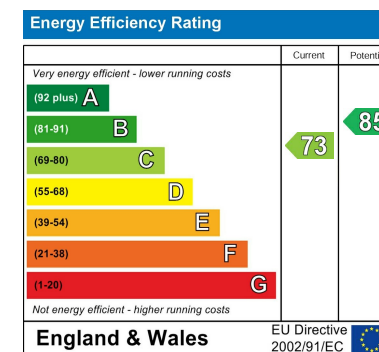 Energy Efficiency Rating
Current Potenti
Very energy efficient - lower running costs
(92 plus) A
(81-91) B
(69-80) C
(55-68) D
(39-54) E
(21-38) F
(1-20) G
73
85
Not energy efficient - higher running costs
England & Wales
EU Directive
2002/91/EC